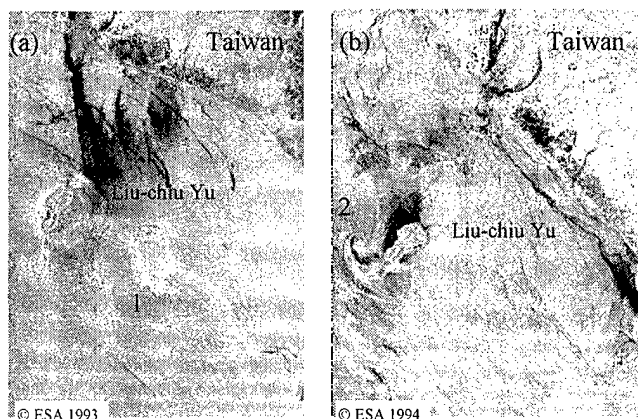 (a)
Taiwan
Liu-chiu Yu
1
© ESA 1993
(b)
Taiwan
2
Liu-chiu Yu
© ESA 1994